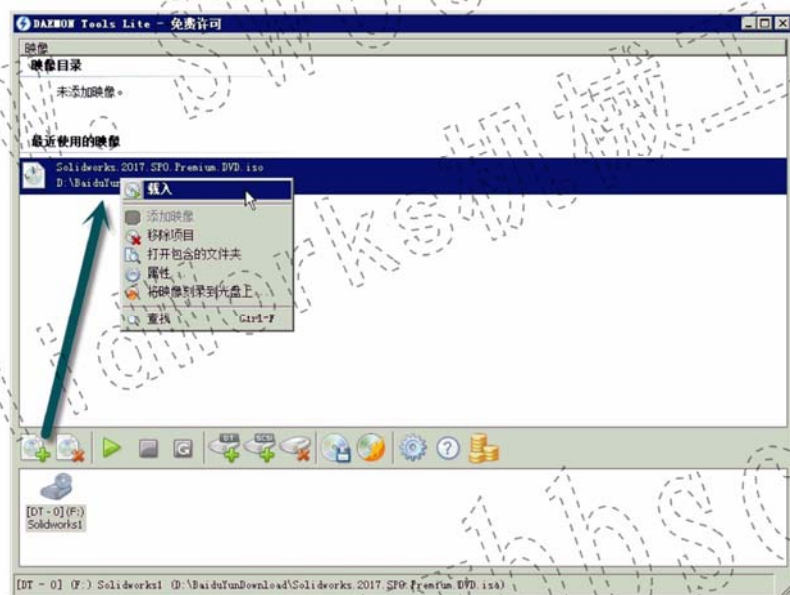 DAEMON Tools Lite - 免费许可
映像
映像目录
未添加映像。
最近使用的映像
Solidworks.2017.SP0.Premium.DVD.iso
D:\BaiduYun
载入
添加映像
移除项目
打开包含的文件夹
属性
将映像刻录到光盘上
查找 Ctrl-F
DT
SCSI
[DT - 0] (F:)
Solidworks1
[DT - 0] (F:) Solidworks1 (D:\BaiduYunDownload\Solidworks.2017.SP0.Premium.DVD.iso)